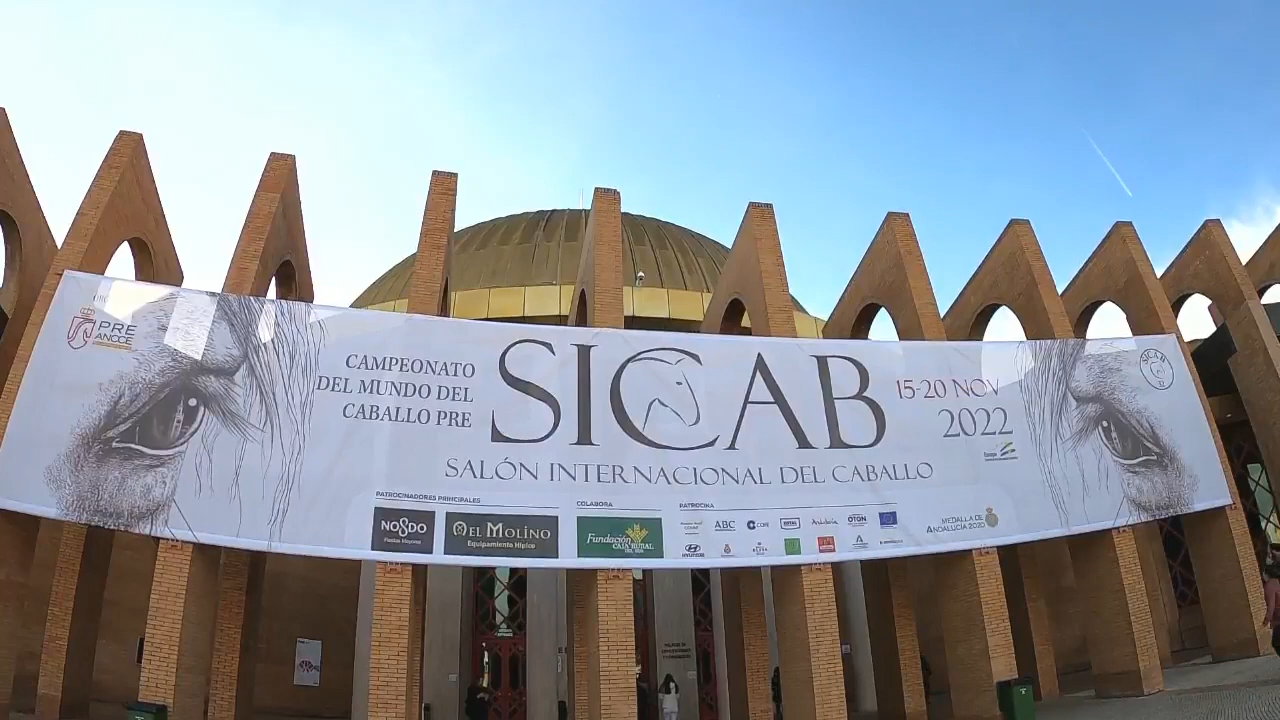 PRE
ANCCE
CAMPEONATO
DEL MUNDO DEL
CABALLO PRE
SICAB
15-20 NOV
2022
SALÓN INTERNACIONAL DEL CABALLO
SICAB
Europa
PATROCINADORES PRINCIPALES
COLABORA
PATROCINA
NO8DO
Fiestas Mayores
EL MOLINO
Equipamiento Hípico
Fundación
CAJA RURAL
DEL SUR
ABC
COPE
Andalucía
OTON
HYUNDAI
MEDALLA DE
ANDALUCÍA 2020